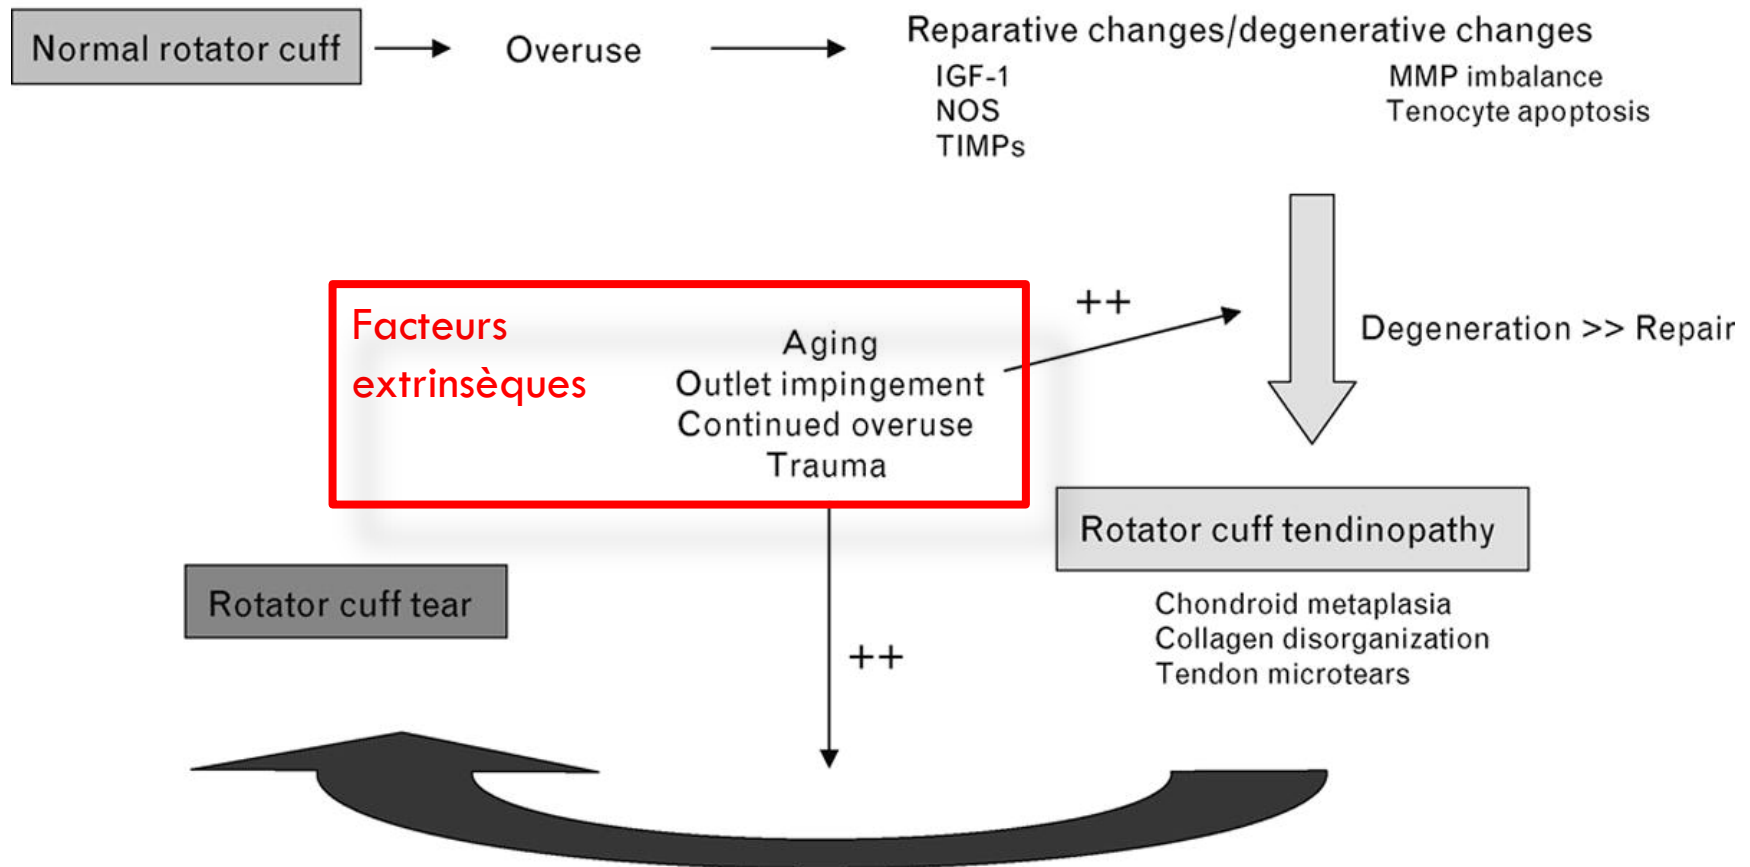 Normal rotator cuff
Overuse
Reparative changes/degenerative changes
IGF-1
NOS
TIMPs
MMP imbalance
Tenocyte apoptosis
Facteurs
extrinsèques
Aging
Outlet impingement
Continued overuse
Trauma
++
Degeneration >> Repair
Rotator cuff tendinopathy
Chondroid metaplasia
Collagen disorganization
Tendon microtears
Rotator cuff tear
++